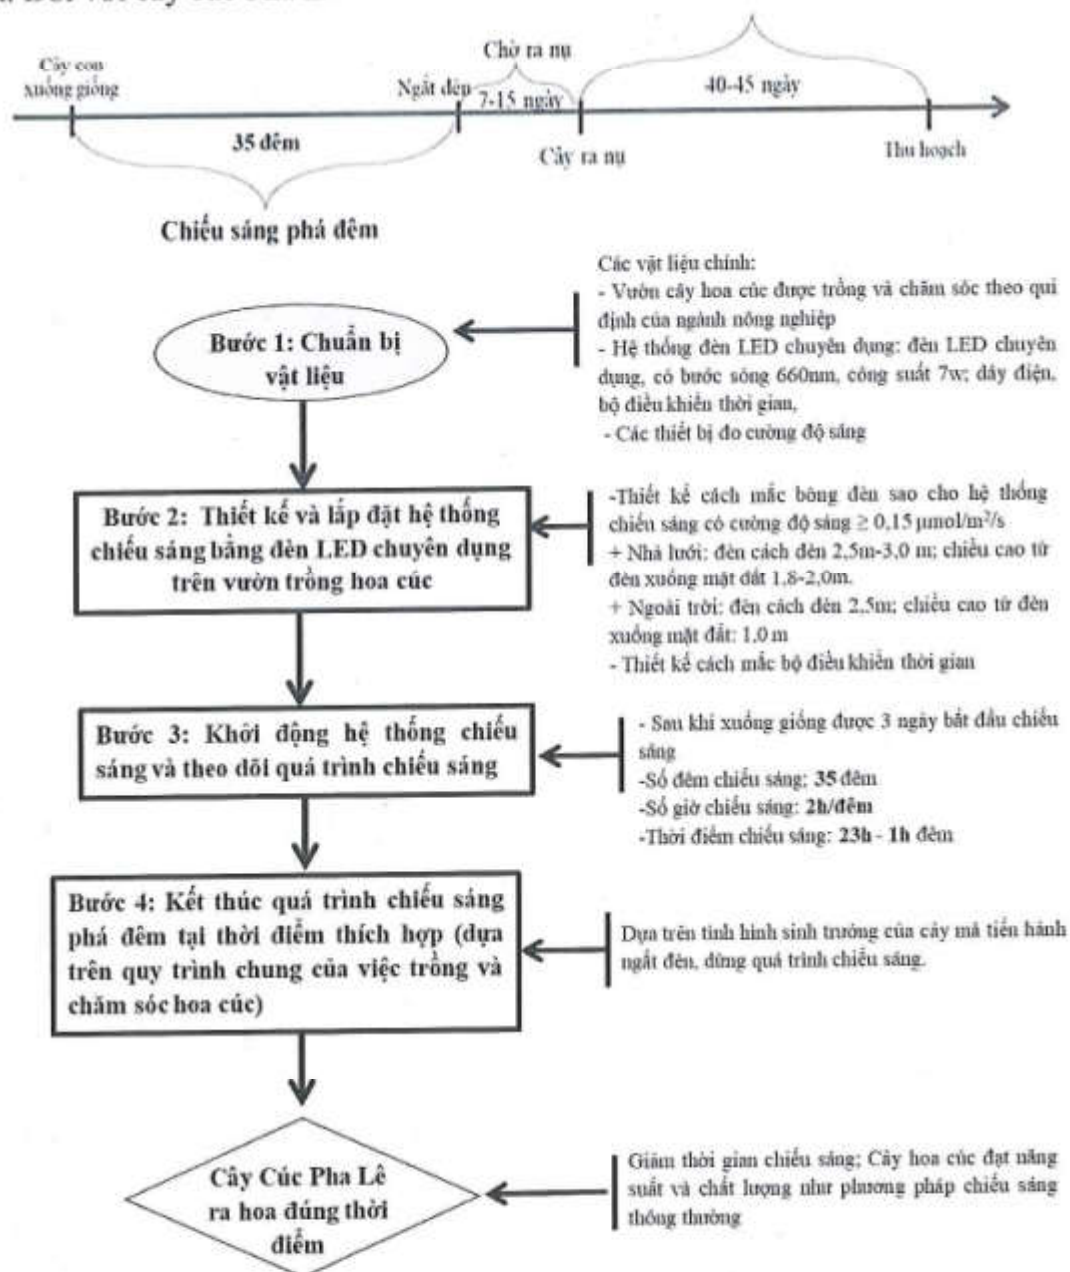 Cây con
xuống giống
Ngắt đèn
Chờ ra nụ
7-15 ngày
40-45 ngày
35 đêm
Cây ra nụ
Thu hoạch
Chiếu sáng phá đêm
Các vật liệu chính:
- Vườn cây hoa cúc được trồng và chăm sóc theo qui
định của ngành nông nghiệp
- Hệ thống đèn LED chuyên dụng: đèn LED chuyên
dụng, có bước sóng 660nm, công suất 7w; dây điện,
bộ điều khiển thời gian,
- Các thiết bị đo cường độ sáng
Bước 1: Chuẩn bị
vật liệu
Bước 2: Thiết kế và lắp đặt hệ thống
chiếu sáng bằng đèn LED chuyên dụng
trên vườn trồng hoa cúc
-Thiết kế cách mắc bóng đèn sao cho hệ thống
chiếu sáng có cường độ sáng ≥ 0,15 µmol/m²/s
+ Nhà lưới: đèn cách đèn 2,5m-3,0 m; chiều cao từ
đèn xuống mặt đất 1,8-2,0m.
+ Ngoài trời: đèn cách đèn 2,5m; chiều cao từ đèn
xuống mặt đất: 1,0 m
- Thiết kế cách mắc bộ điều khiển thời gian
Bước 3: Khởi động hệ thống chiếu
sáng và theo dõi quá trình chiếu sáng
- Sau khi xuống giống được 3 ngày bắt đầu chiếu
sáng
-Số đêm chiếu sáng: 35 đêm
-Số giờ chiếu sáng: 2h/đêm
-Thời điểm chiếu sáng: 23h - 1h đêm
Bước 4: Kết thúc quá trình chiếu sáng
phá đêm tại thời điểm thích hợp (dựa
trên quy trình chung của việc trồng và
chăm sóc hoa cúc)
Dựa trên tình hình sinh trưởng của cây mà tiến hành
ngắt đèn, dừng quá trình chiếu sáng.
Cây Cúc Pha Lê
ra hoa đúng thời
điểm
Giảm thời gian chiếu sáng; Cây hoa cúc đạt năng
suất và chất lượng như phương pháp chiếu sáng
thông thường